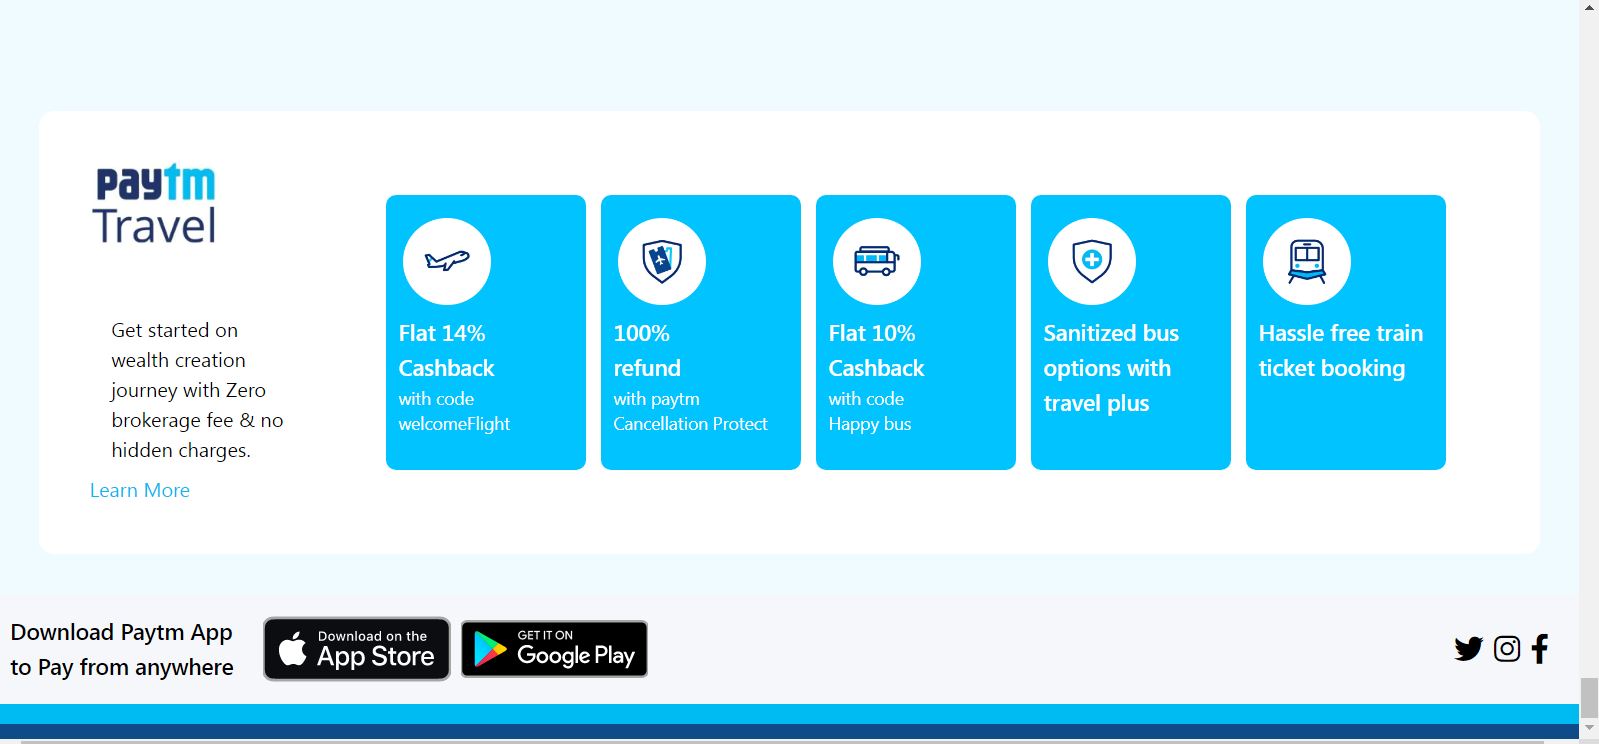 paytm
Travel
Get started on
wealth creation
journey with Zero
brokerage fee & no
hidden charges.
Learn More
Flat 14%
Cashback
with code
welcomeFlight
100%
refund
with paytm
Cancellation Protect
Flat 10%
Cashback
with code
Happy bus
Sanitized bus
options with
travel plus
Hassle free train
ticket booking
Download Paytm App
to Pay from anywhere
Download on the
App Store
GET IT ON
Google Play